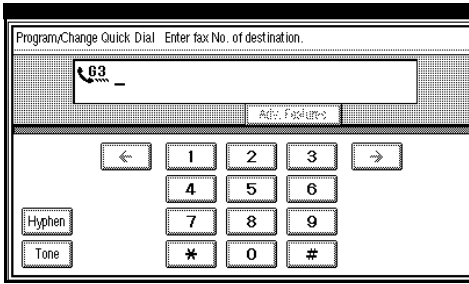 Program/Change Quick Dial Enter fax No. of destination.
G3 _
Adv. Features
← 1 2 3 →
4 5 6
Hyphen 7 8 9
Tone * 0 #